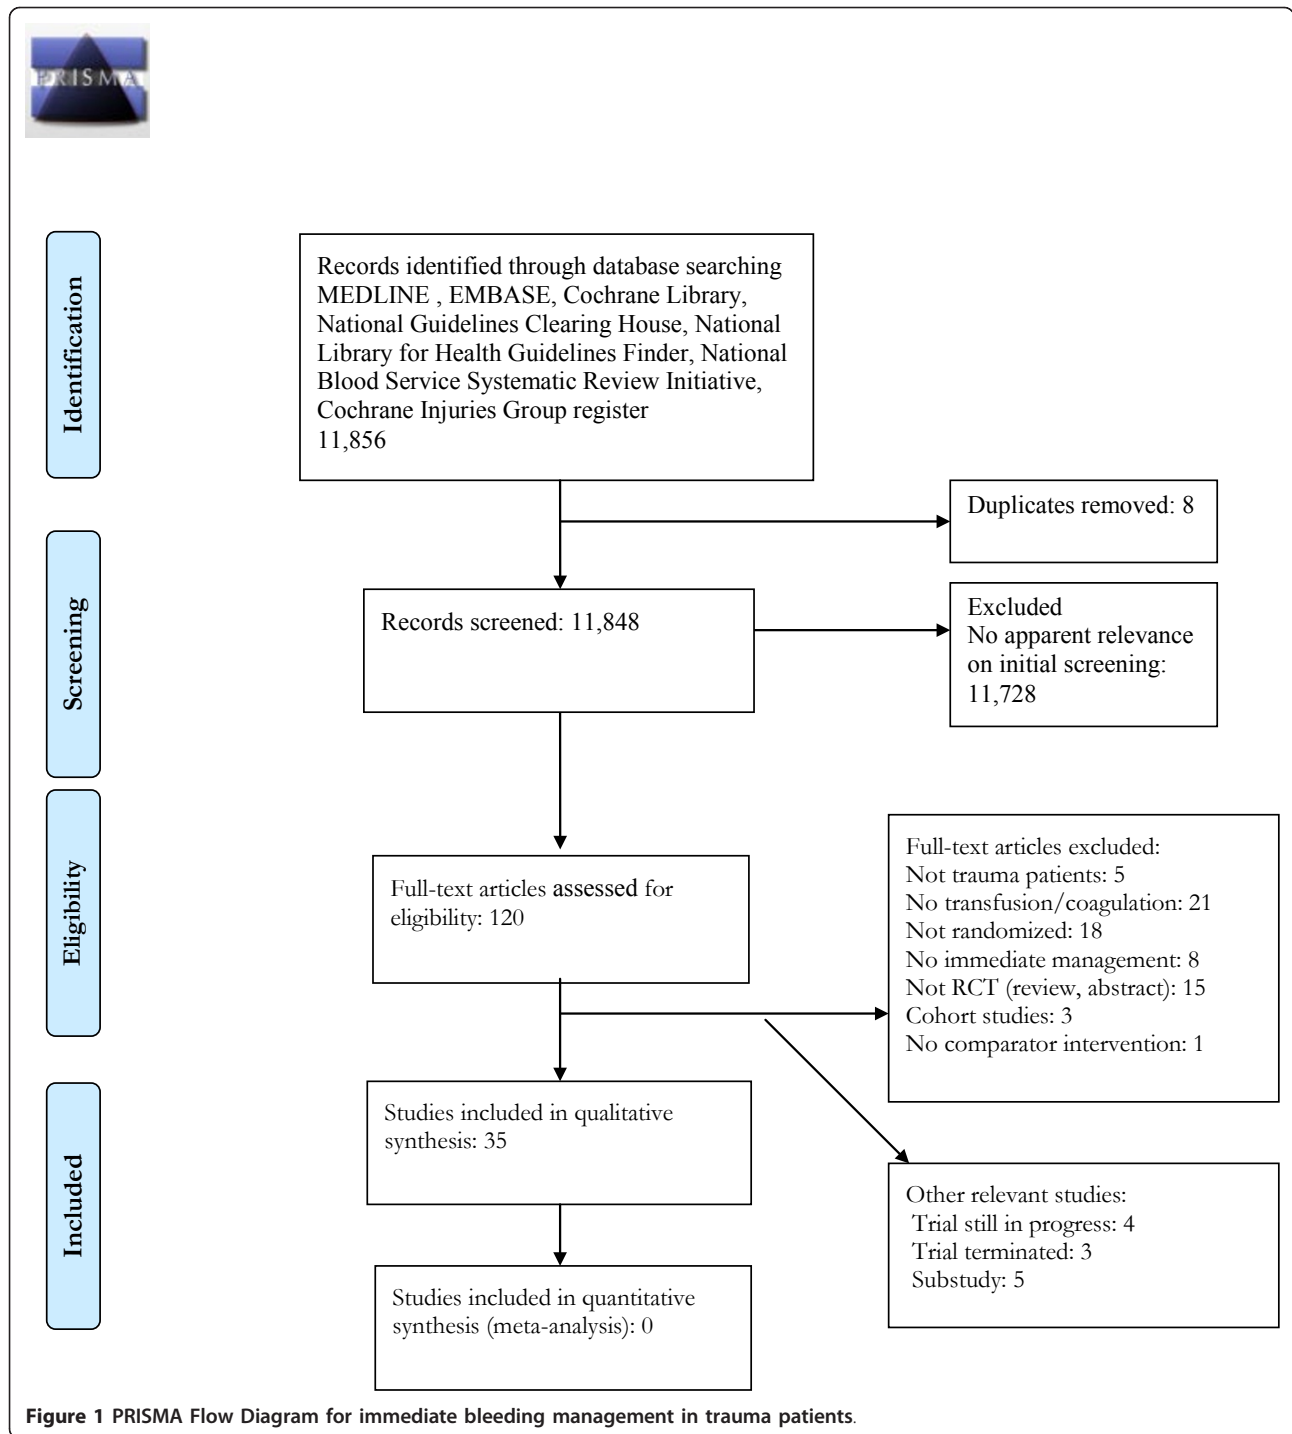 PRISMA
Identification
Records identified through database searching
MEDLINE , EMBASE, Cochrane Library,
National Guidelines Clearing House, National
Library for Health Guidelines Finder, National
Blood Service Systematic Review Initiative,
Cochrane Injuries Group register
11,856
Duplicates removed: 8
Screening
Records screened: 11,848
Excluded
No apparent relevance
on initial screening:
11,728
Eligibility
Full-text articles assessed for
eligibility: 120
Full-text articles excluded:
Not trauma patients: 5
No transfusion/coagulation: 21
Not randomized: 18
No immediate management: 8
Not RCT (review, abstract): 15
Cohort studies: 3
No comparator intervention: 1
Included
Studies included in qualitative
synthesis: 35
Other relevant studies:
Trial still in progress: 4
Trial terminated: 3
Substudy: 5
Studies included in quantitative
synthesis (meta-analysis): 0
Figure 1 PRISMA Flow Diagram for immediate bleeding management in trauma patients.